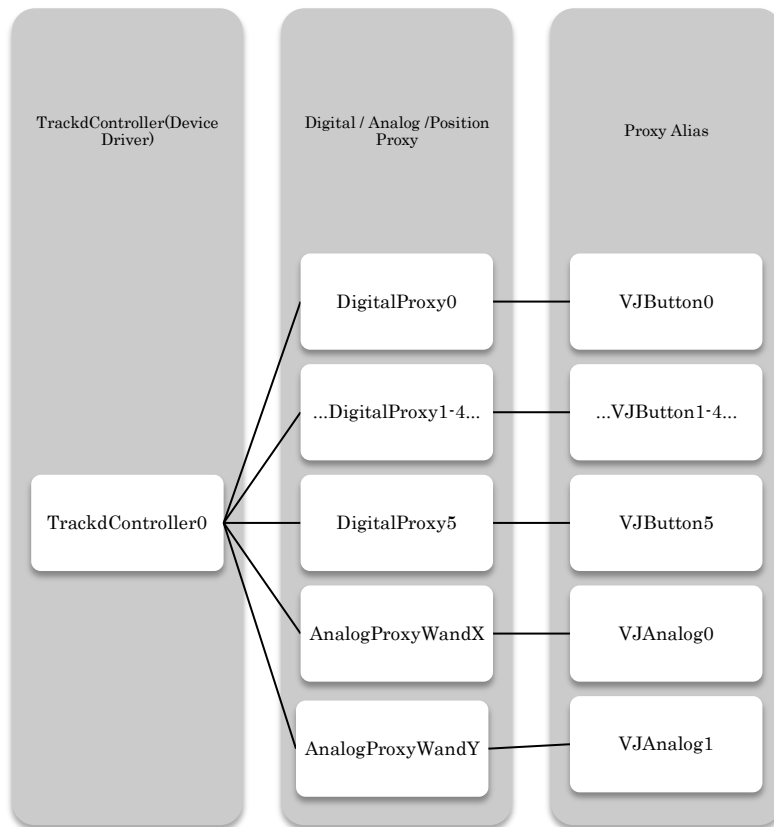 TrackdController(Device
Driver)
Digital / Analog /Position
Proxy
Proxy Alias
TrackdController0
DigitalProxy0
...DigitalProxy1-4...
DigitalProxy5
AnalogProxyWandX
AnalogProxyWandY
VJButton0
...VJButton1-4...
VJButton5
VJAnalog0
VJAnalog1